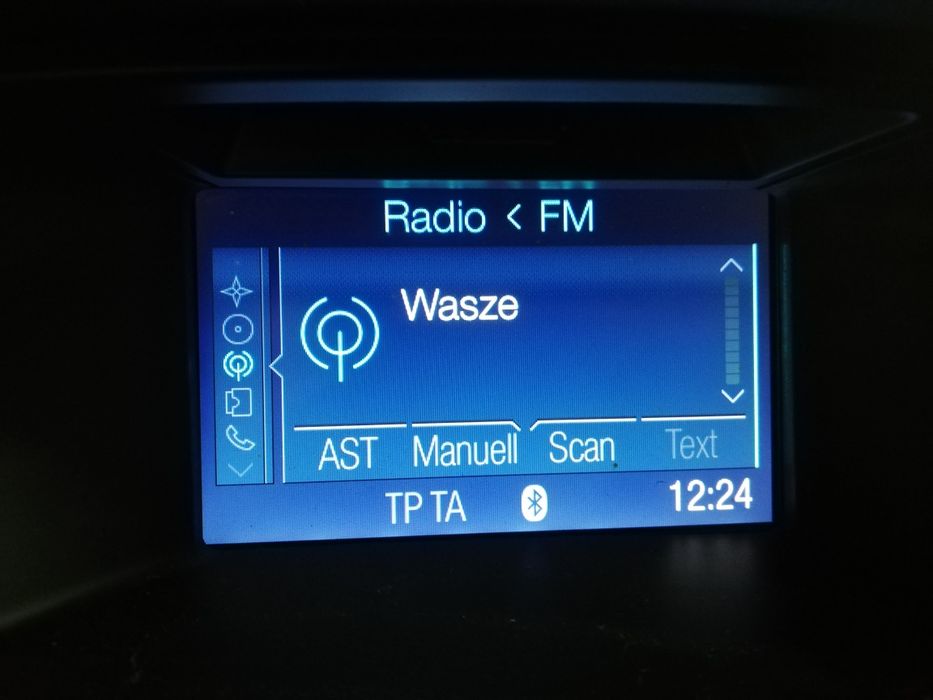 Radio < FM
Wasze
AST Manuell Scan Text
TP TA 12:24